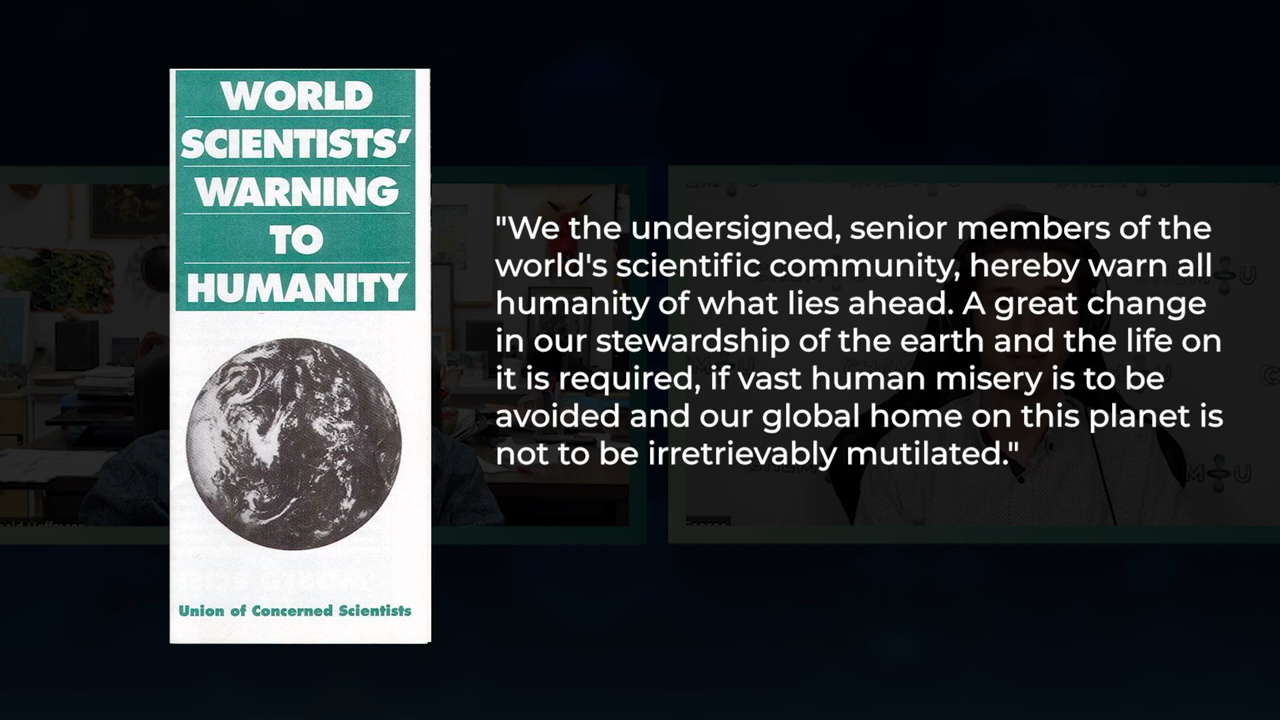 WORLD
SCIENTISTS'
WARNING
TO
HUMANITY
Union of Concerned Scientists
"We the undersigned, senior members of the
world's scientific community, hereby warn all
humanity of what lies ahead. A great change
in our stewardship of the earth and the life on
it is required, if vast human misery is to be
avoided and our global home on this planet is
not to be irretrievably mutilated."